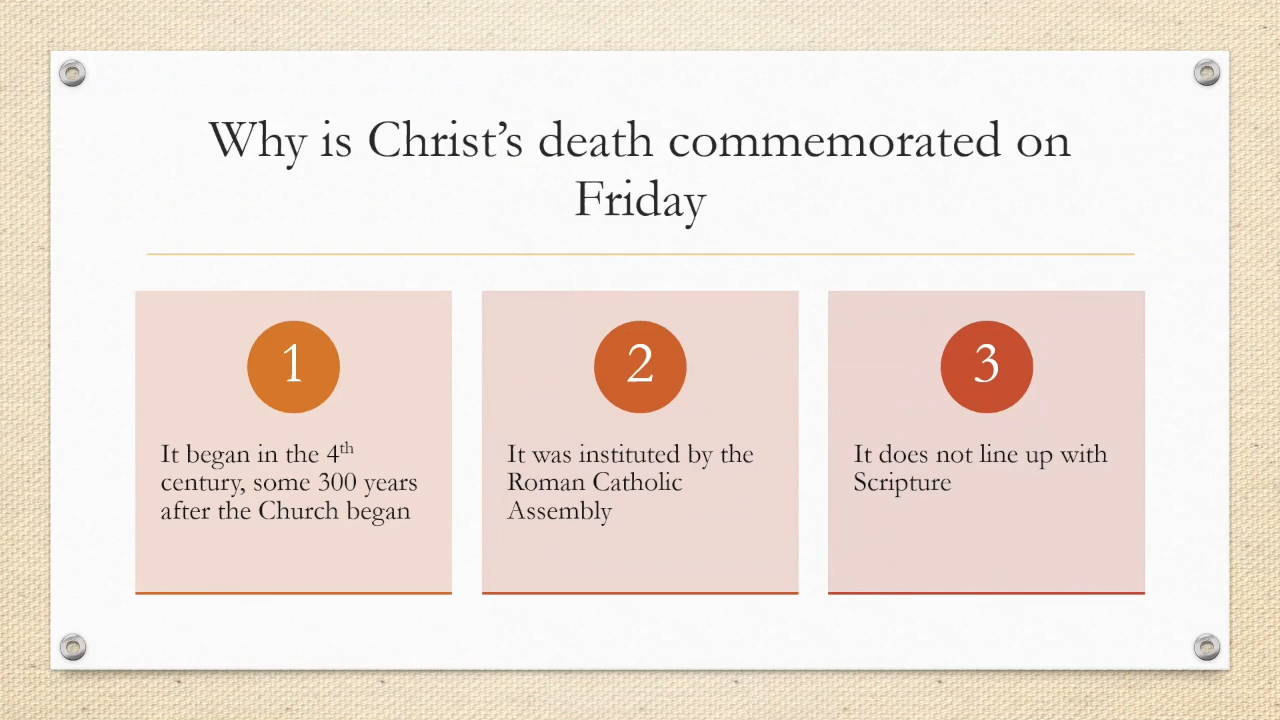 Why is Christ’s death commemorated on
Friday
1
It began in the 4th
century, some 300 years
after the Church began
2
It was instituted by the
Roman Catholic
Assembly
3
It does not line up with
Scripture